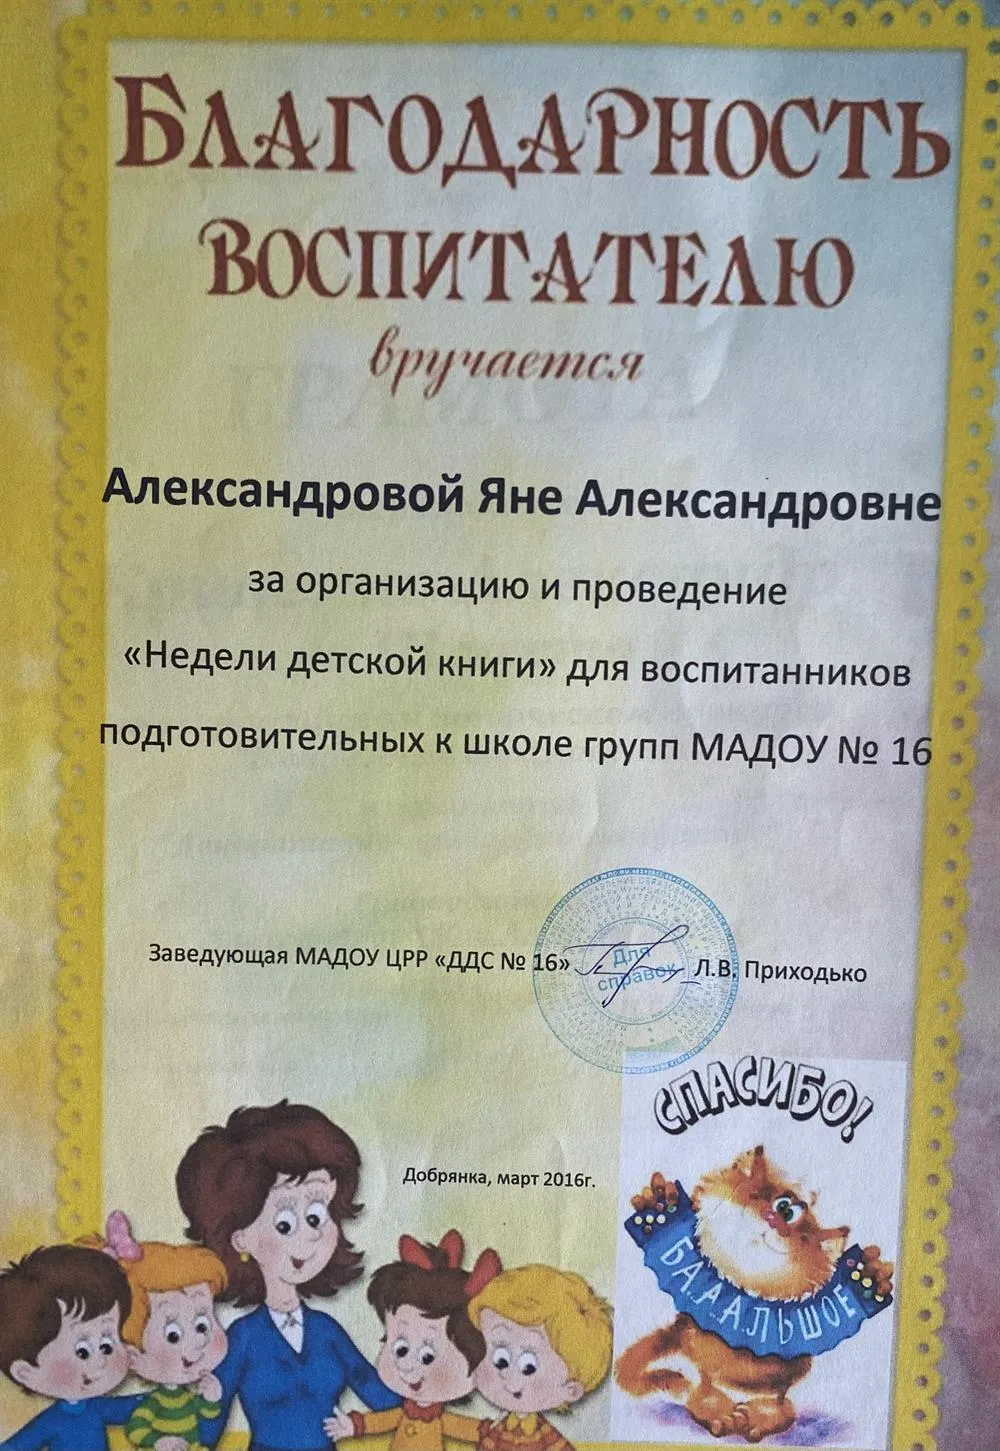 БЛАГОДАРНОСТЬ
ВОСПИТАТЕЛЮ
вручается
Александровой Яне Александровне
за организацию и проведение
«Недели детской книги» для воспитанников
подготовительных к школе групп МАДОУ № 16
Заведующая МАДОУ ЦРР «ДДС № 16» Л.В. Приходько
Для
справок
СПАСИБО!
Добрянка, март 2016г.
БА.А.АЛЬШОЕ